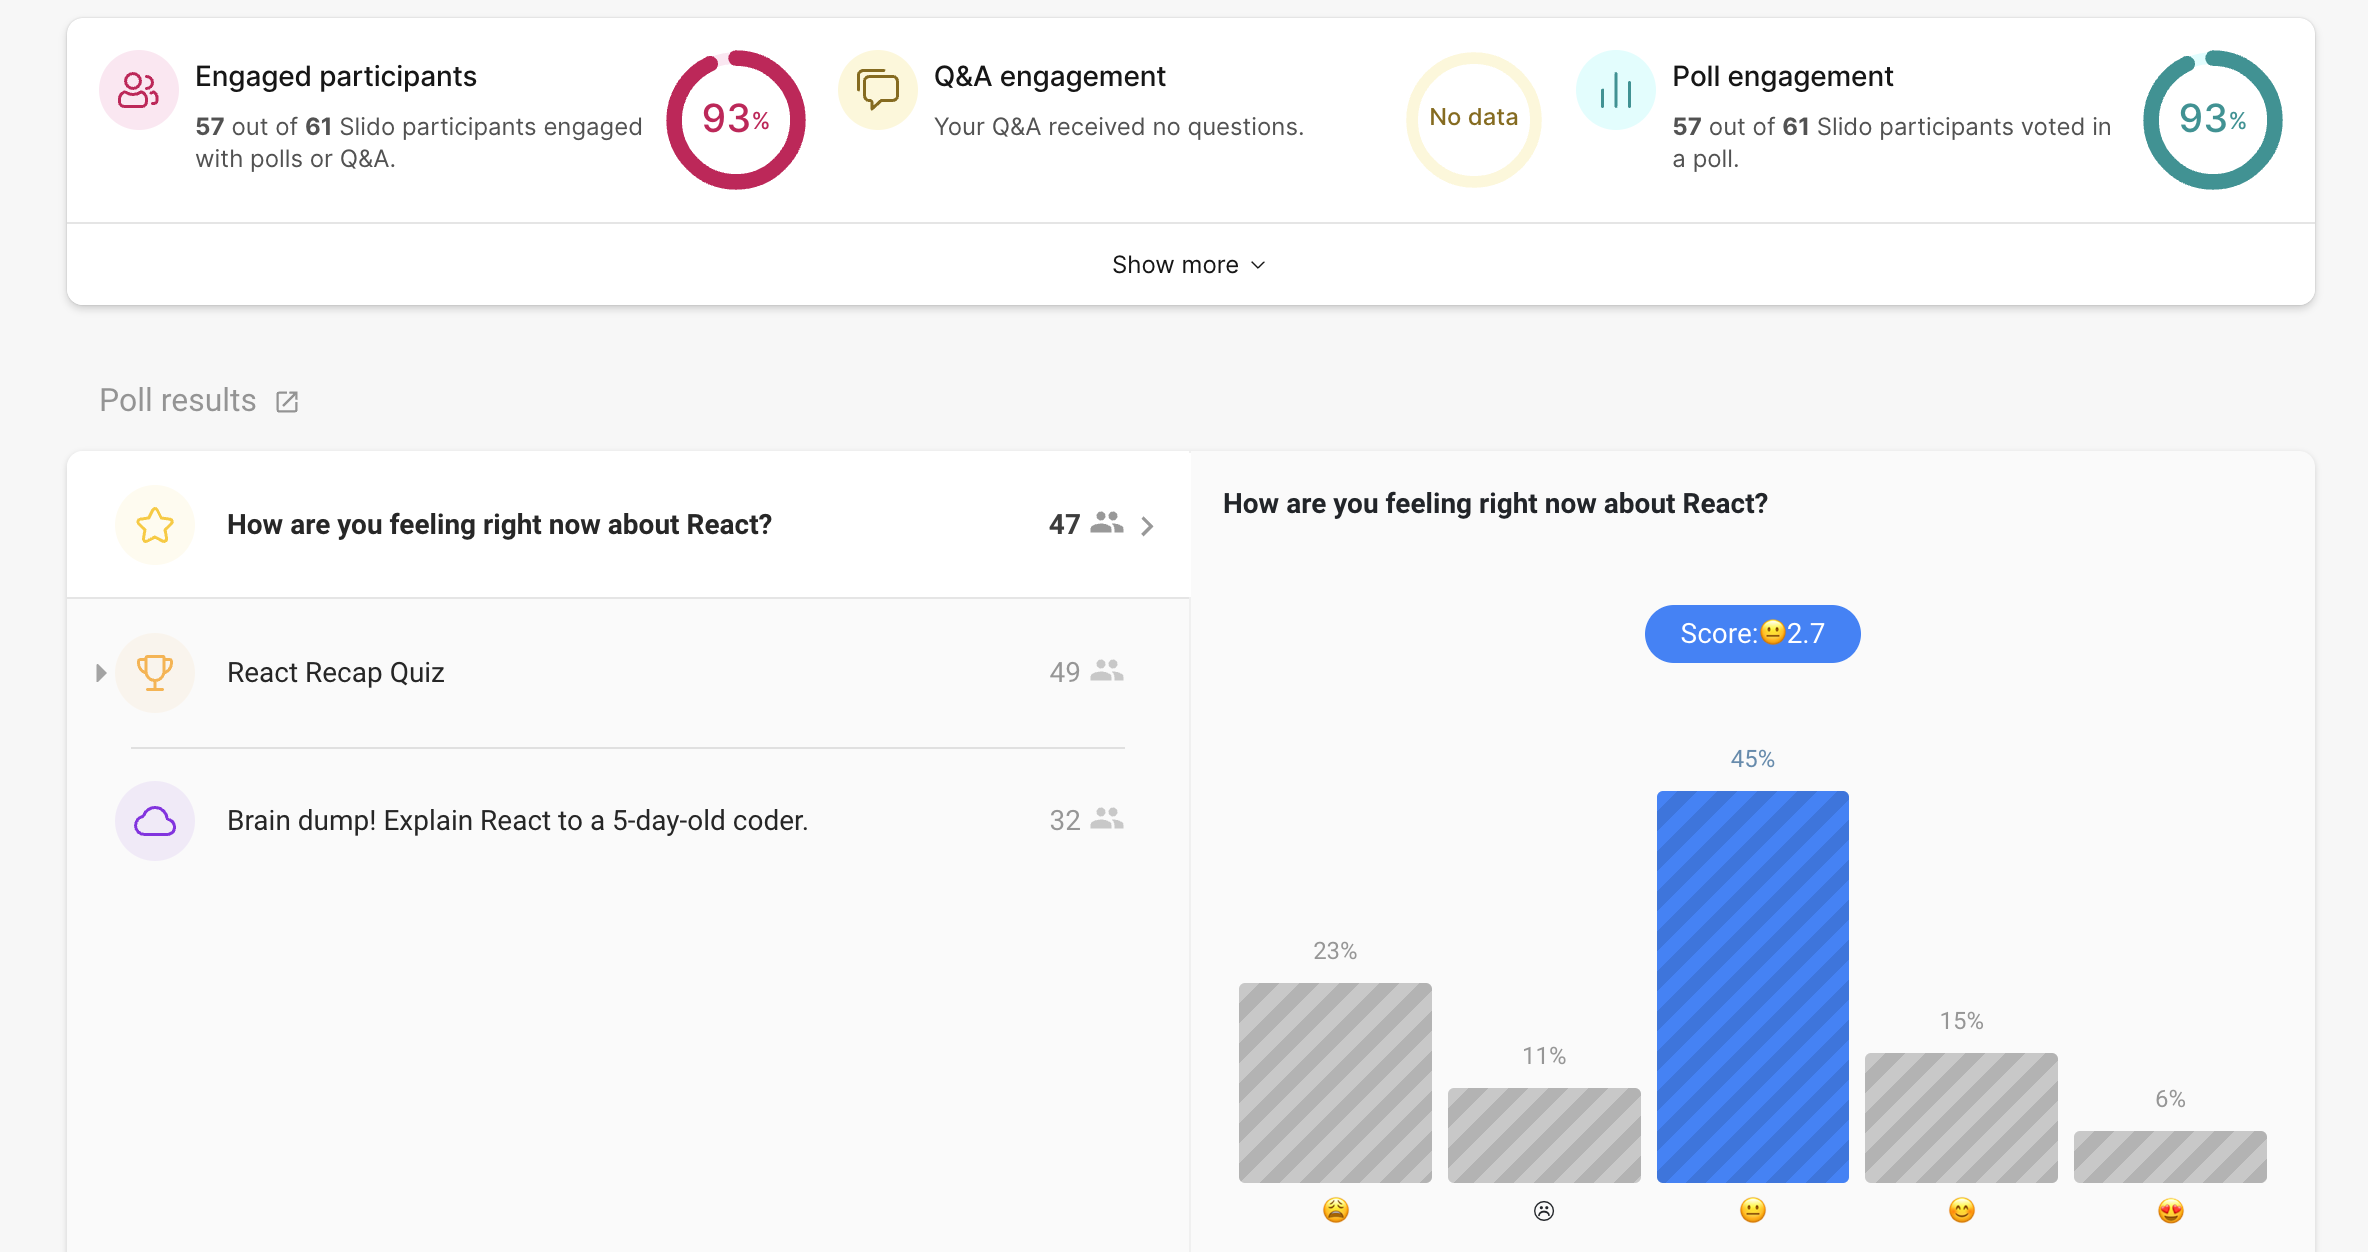 Engaged participants
57 out of 61 Slido participants engaged
with polls or Q&A.
93%
Q&A engagement
Your Q&A received no questions.
No data
Poll engagement
57 out of 61 Slido participants voted in
a poll.
93%
Show more
Poll results
How are you feeling right now about React?
47
React Recap Quiz
49
Brain dump! Explain React to a 5-day-old coder.
32
How are you feeling right now about React?
Score:😐2.7
45%
23%
15%
11%
6%
😩 ☹ 😐 😊 😍